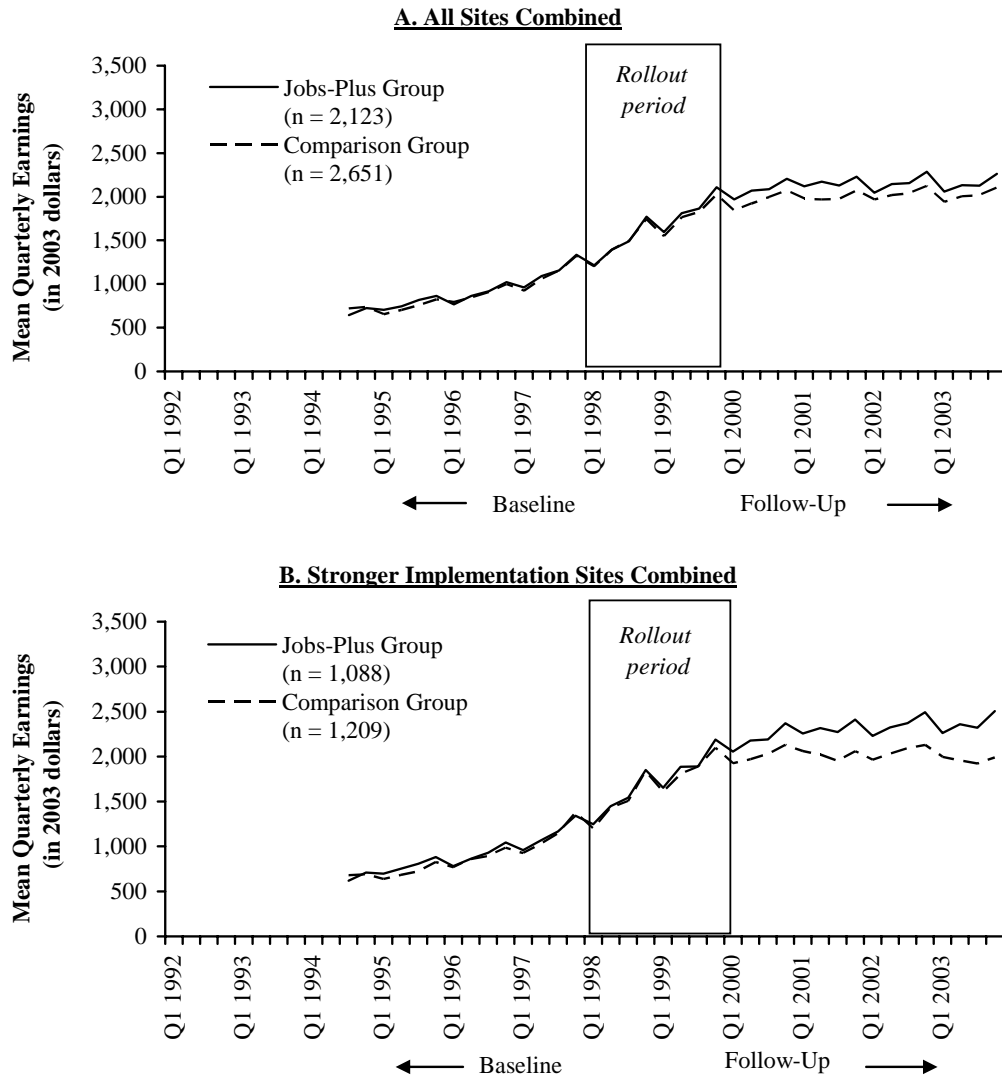 A. All Sites Combined
Mean Quarterly Earnings
(in 2003 dollars)
3,500
3,000
2,500
2,000
1,500
1,000
500
0
Jobs-Plus Group
(n = 2,123)
Comparison Group
(n = 2,651)
Rollout
period
Q1 1992
Q1 1993
Q1 1994
Q1 1995
Q1 1996
Q1 1997
Q1 1998
Q1 1999
Q1 2000
Q1 2001
Q1 2002
Q1 2003
Baseline
Follow-Up
B. Stronger Implementation Sites Combined
Mean Quarterly Earnings
(in 2003 dollars)
3,500
3,000
2,500
2,000
1,500
1,000
500
0
Jobs-Plus Group
(n = 1,088)
Comparison Group
(n = 1,209)
Rollout
period
Q1 1992
Q1 1993
Q1 1994
Q1 1995
Q1 1996
Q1 1997
Q1 1998
Q1 1999
Q1 2000
Q1 2001
Q1 2002
Q1 2003
Baseline
Follow-Up